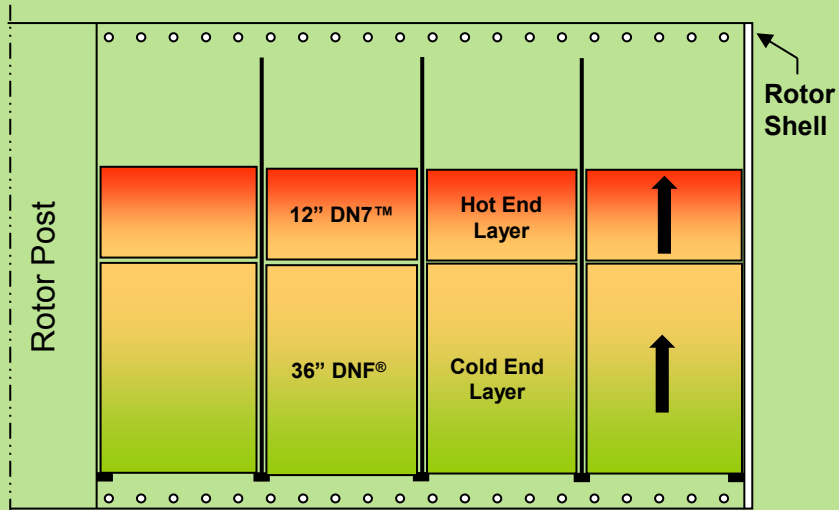 Rotor
Shell
Rotor Post
12” DN7™
Hot End
Layer
36” DNF®
Cold End
Layer